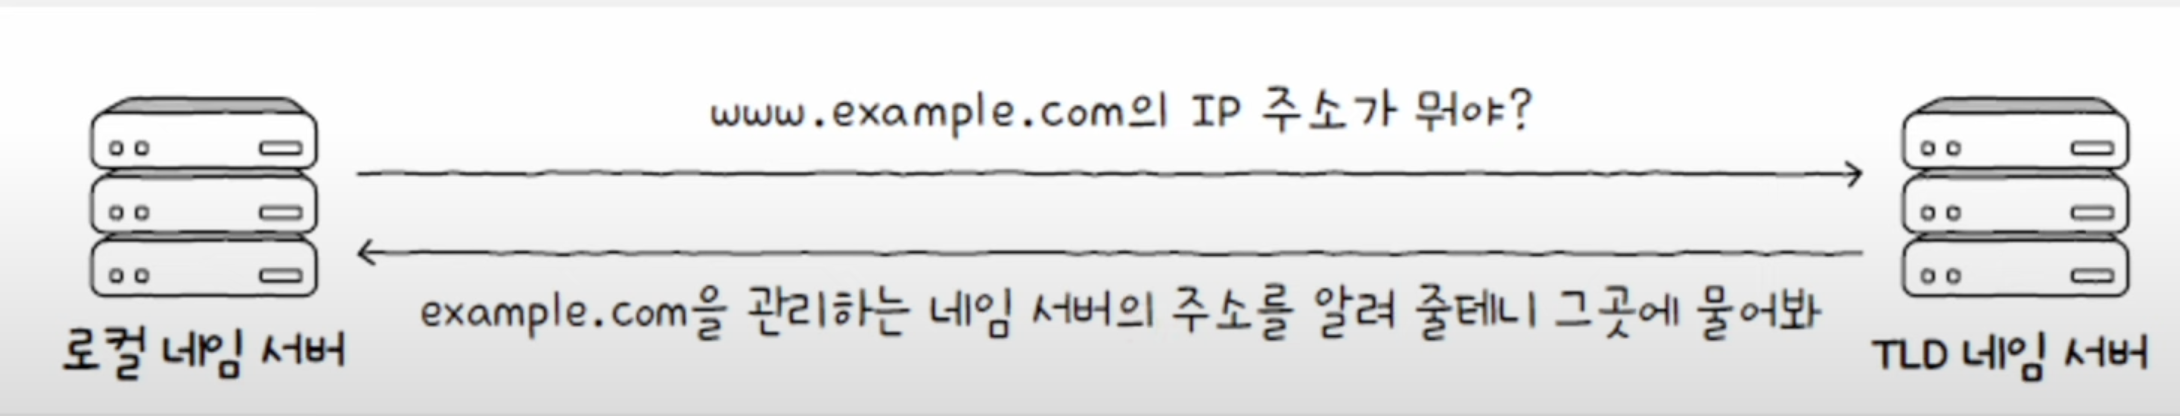 www.example.com의 IP 주소가 뭐야?
example.com을 관리하는 네임 서버의 주소를 알려 줄테니 그곳에 물어봐
로컬 네임 서버
TLD 네임 서버